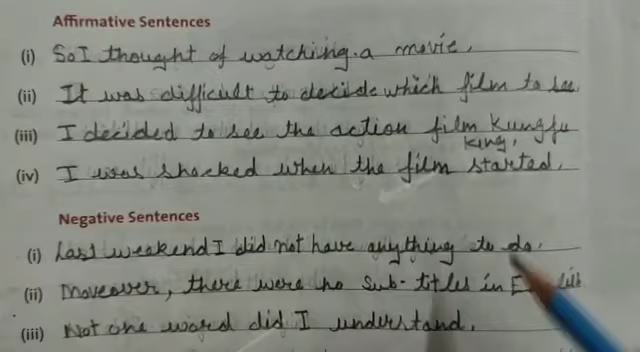 Affirmative Sentences
(i) So I thought of watching a movie.
(ii) It was difficult to decide which film to see
(iii) I decided to see the action film Kungfu
King.
(iv) I was shocked when the film started.
Negative Sentences
(i) Last weekend I did not have anything to do.
(ii) Moveover, there were no Sub-titles in
(iii) Not one word did I understand.